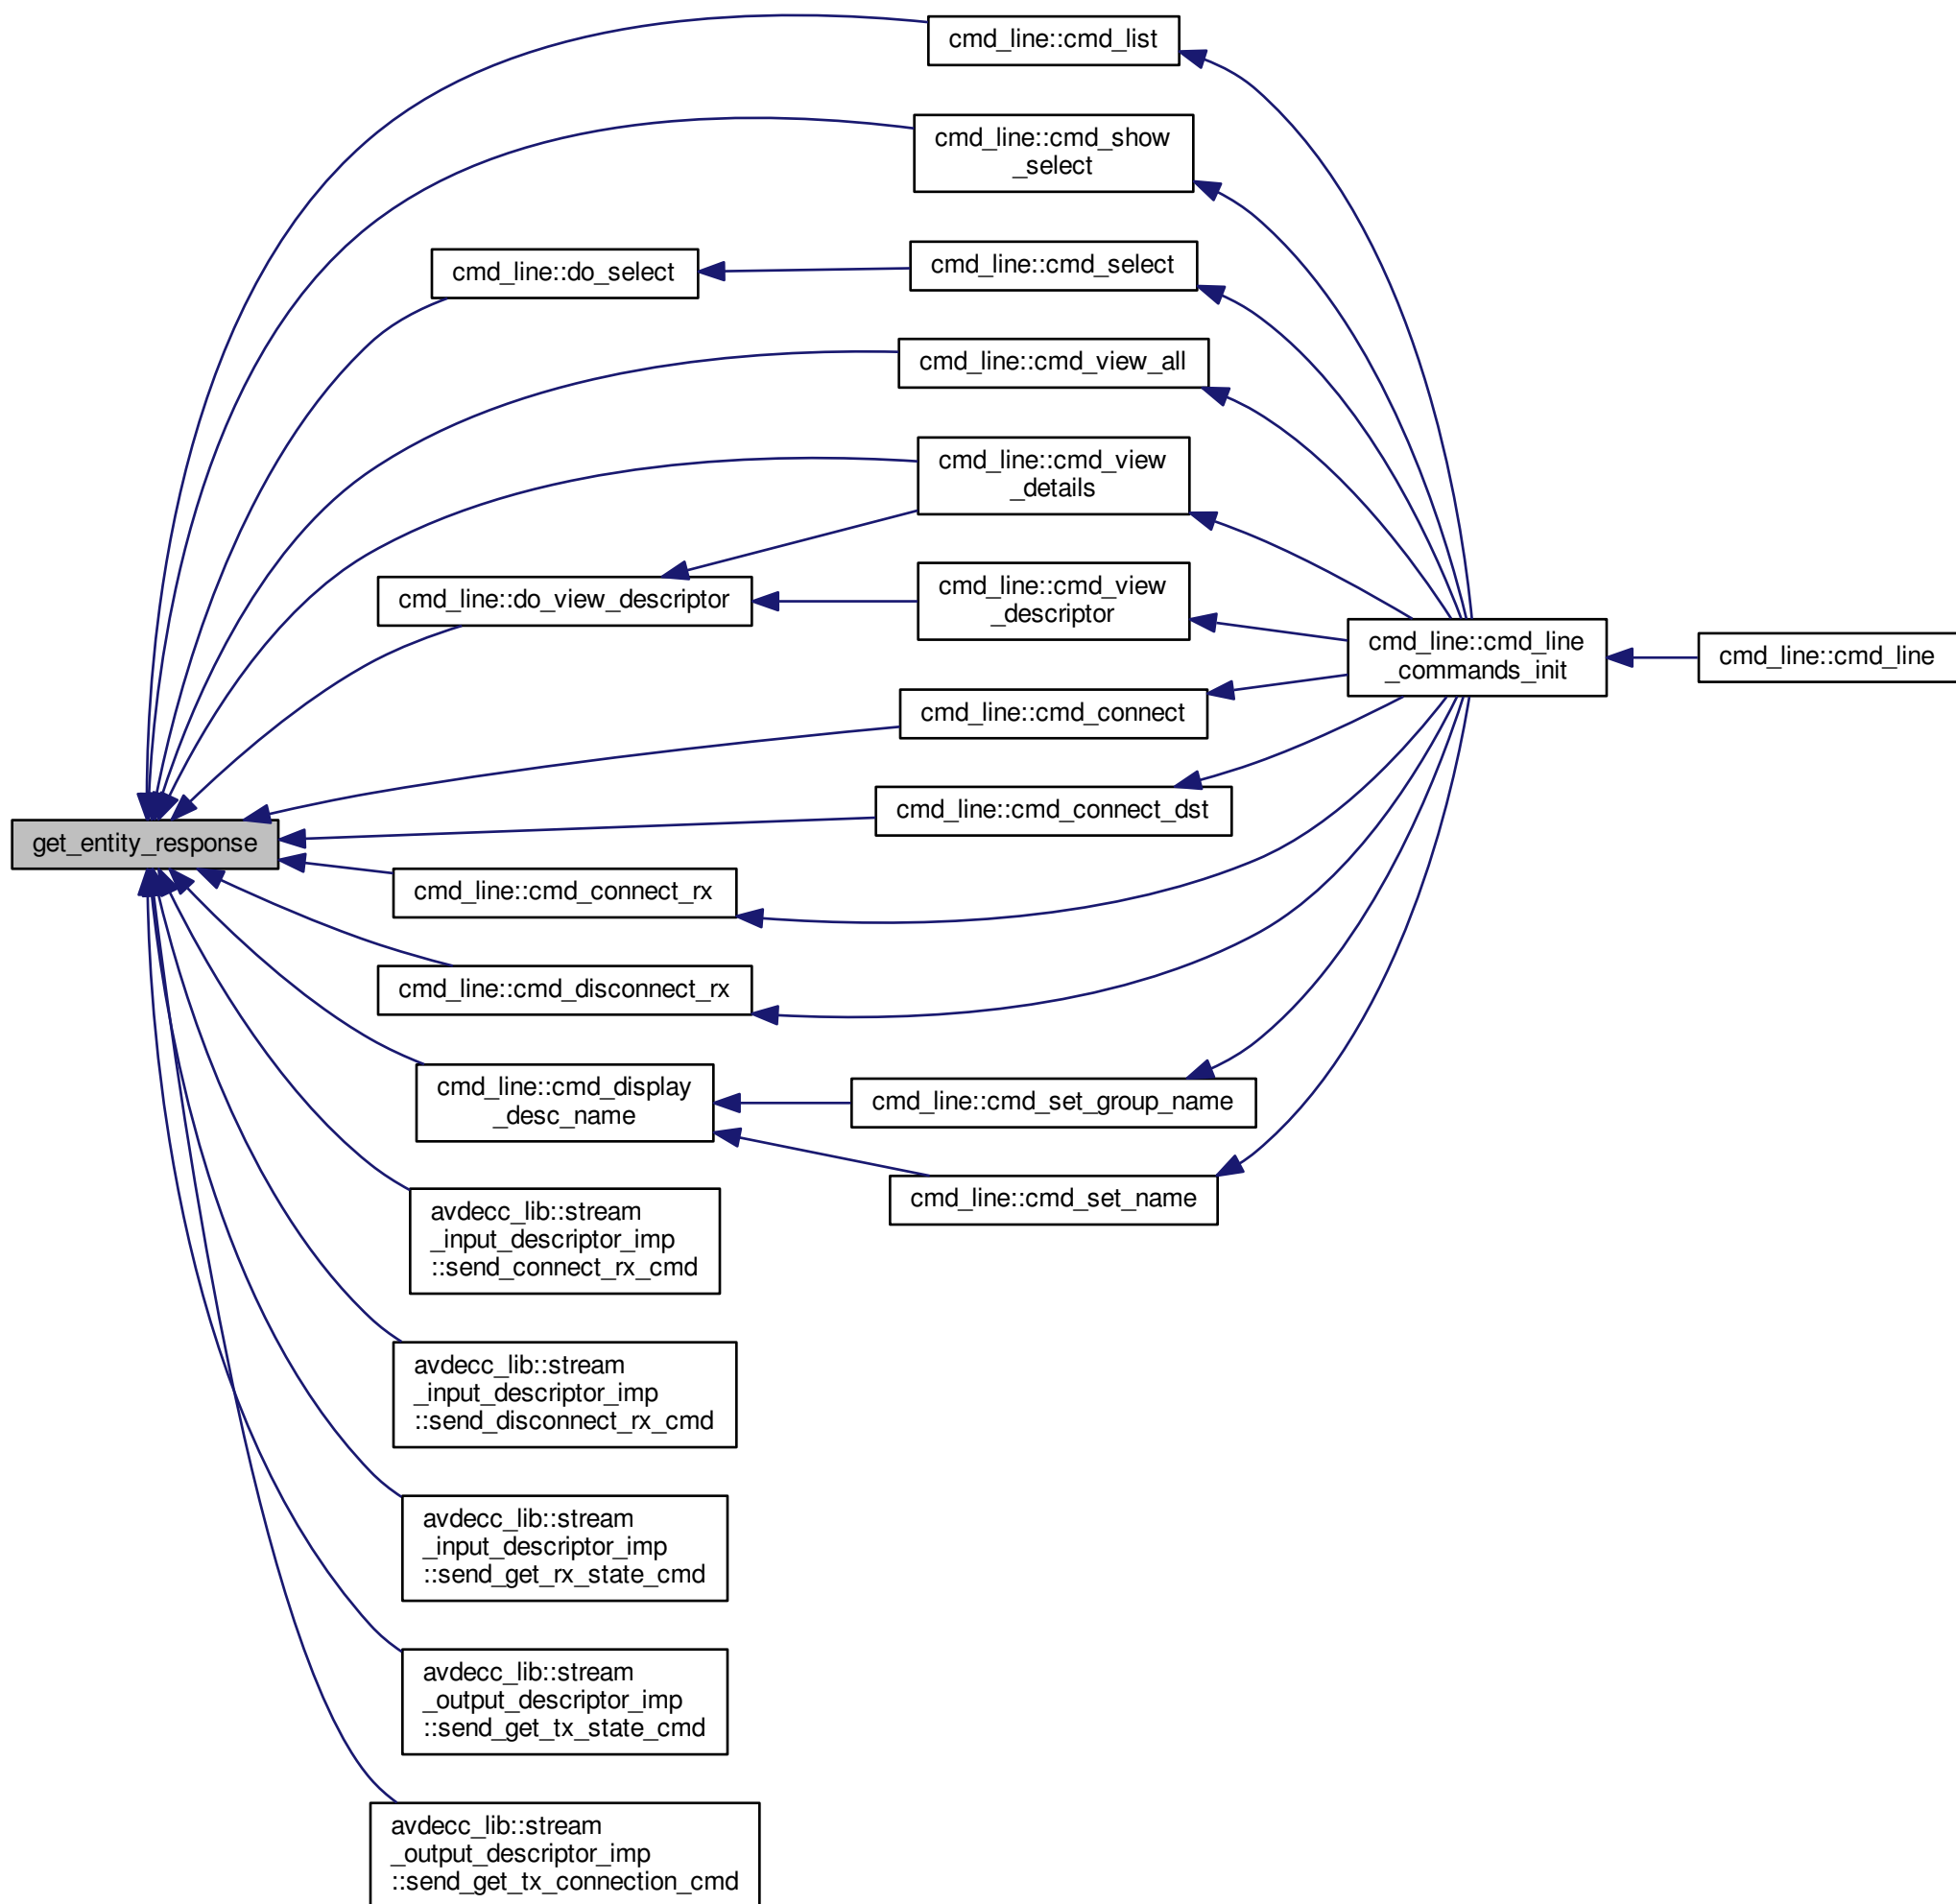 cmd_line::cmd_list
cmd_line::cmd_show
_select
cmd_line::do_select
cmd_line::cmd_select
cmd_line::cmd_view_all
cmd_line::cmd_view
_details
cmd_line::do_view_descriptor
cmd_line::cmd_view
_descriptor
cmd_line::cmd_line
_commands_init
cmd_line::cmd_line
cmd_line::cmd_connect
cmd_line::cmd_connect_dst
get_entity_response
cmd_line::cmd_connect_rx
cmd_line::cmd_disconnect_rx
cmd_line::cmd_display
_desc_name
cmd_line::cmd_set_group_name
cmd_line::cmd_set_name
avdecc_lib::stream
_input_descriptor_imp
::send_connect_rx_cmd
avdecc_lib::stream
_input_descriptor_imp
::send_disconnect_rx_cmd
avdecc_lib::stream
_input_descriptor_imp
::send_get_rx_state_cmd
avdecc_lib::stream
_output_descriptor_imp
::send_get_tx_state_cmd
avdecc_lib::stream
_output_descriptor_imp
::send_get_tx_connection_cmd